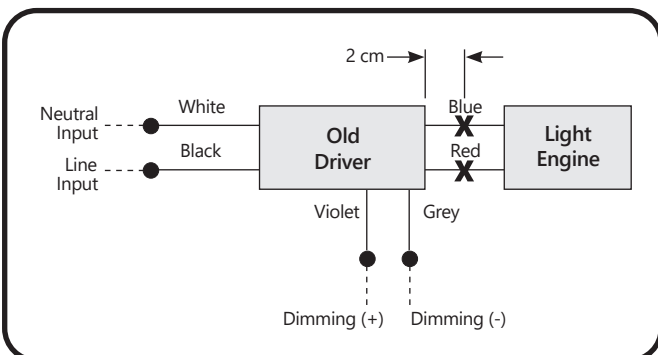 2 cm
White
Blue
Neutral
Input
Old
Driver
Light
Engine
Black
Red
Line
Input
Violet
Grey
Dimming (+)
Dimming (-)